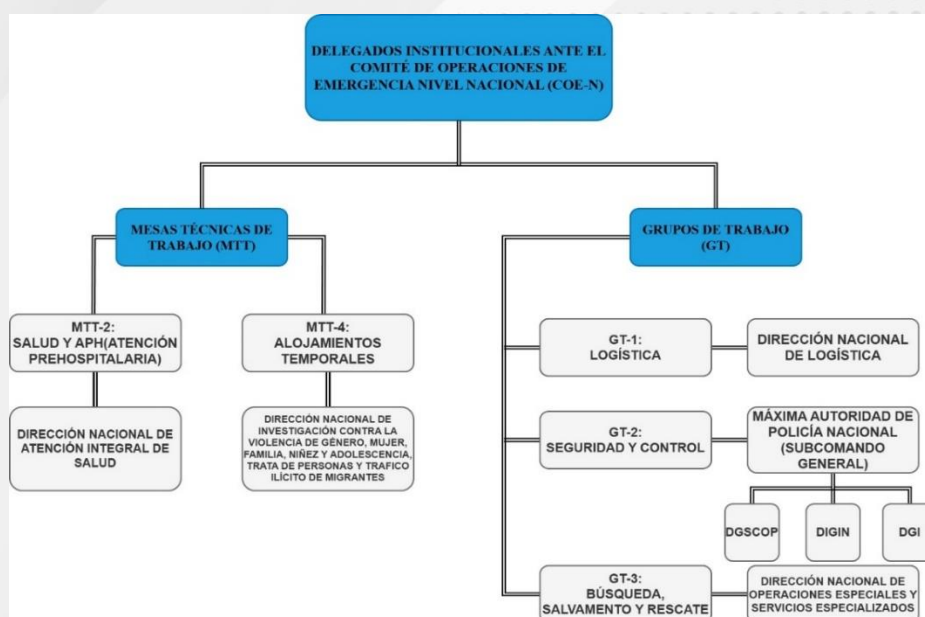 DELEGADOS INSTITUCIONALES ANTE EL
COMITÉ DE OPERACIONES DE
EMERGENCIA NIVEL NACIONAL (COE-N)
MESAS TÉCNICAS DE
TRABAJO (MTT)
GRUPOS DE TRABAJO
(GT)
MTT-2:
SALUD Y APH(ATENCIÓN
PREHOSPITALARIA)
MTT-4:
ALOJAMIENTOS
TEMPORALES
DIRECCIÓN NACIONAL DE
ATENCIÓN INTEGRAL DE
SALUD
DIRECCIÓN NACIONAL DE
INVESTIGACIÓN CONTRA LA
VIOLENCIA DE GÉNERO, MUJER,
FAMILIA, NIÑEZ Y ADOLESCENCIA,
TRATA DE PERSONAS Y TRAFICO
ILÍCITO DE MIGRANTES
GT-1:
LOGÍSTICA
DIRECCIÓN NACIONAL
DE LOGÍSTICA
GT-2:
SEGURIDAD Y CONTROL
MÁXIMA AUTORIDAD DE
POLICÍA NACIONAL
(SUBCOMANDO
GENERAL)
DGSCOP
DIGIN
DGI
GT-3:
BÚSQUEDA,
SALVAMENTO Y RESCATE
DIRECCIÓN NACIONAL DE
OPERACIONES ESPECIALES Y
SERVICIOS ESPECIALIZADOS